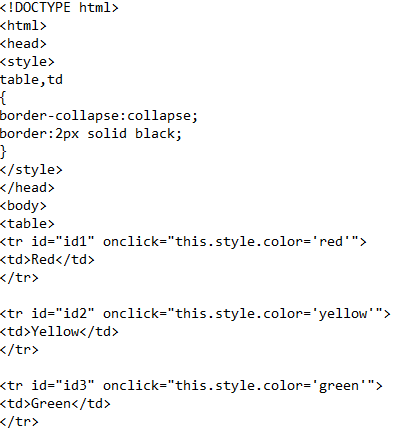 <!DOCTYPE html>
<html>
<head>
<style>
table,td
{
border-collapse:collapse;
border:2px solid black;
}
</style>
</head>
<body>
<table>
<tr id="id1" onclick="this.style.color='red'">
<td>Red</td>
</tr>

<tr id="id2" onclick="this.style.color='yellow'">
<td>Yellow</td>
</tr>

<tr id="id3" onclick="this.style.color='green'">
<td>Green</td>
</tr>